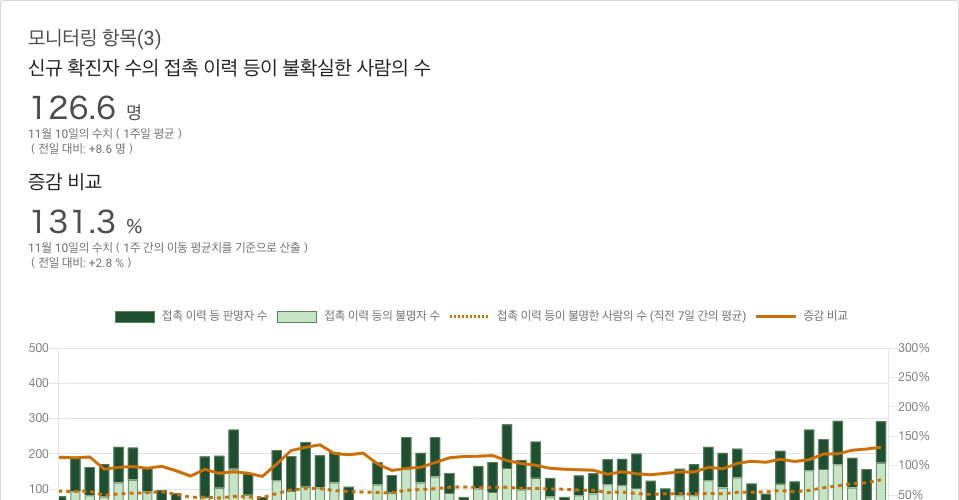 모니터링 항목(3)
신규 확진자 수의 접촉 이력 등이 불확실한 사람의 수
126.6 명
11월 10일의 수치 ( 1주일 평균 )
( 전일 대비: +8.6 명 )
증감 비교
131.3 %
11월 10일의 수치 ( 1주 간의 이동 평균치를 기준으로 산출 )
( 전일 대비: +2.8 % )
접촉 이력 등 판명자 수 접촉 이력 등의 불명자 수 접촉 이력 등이 불명한 사람의 수 (직전 7일 간의 평균) 증감 비교
500 300%
250%
400
200%
300
150%
200
100%
100
50%